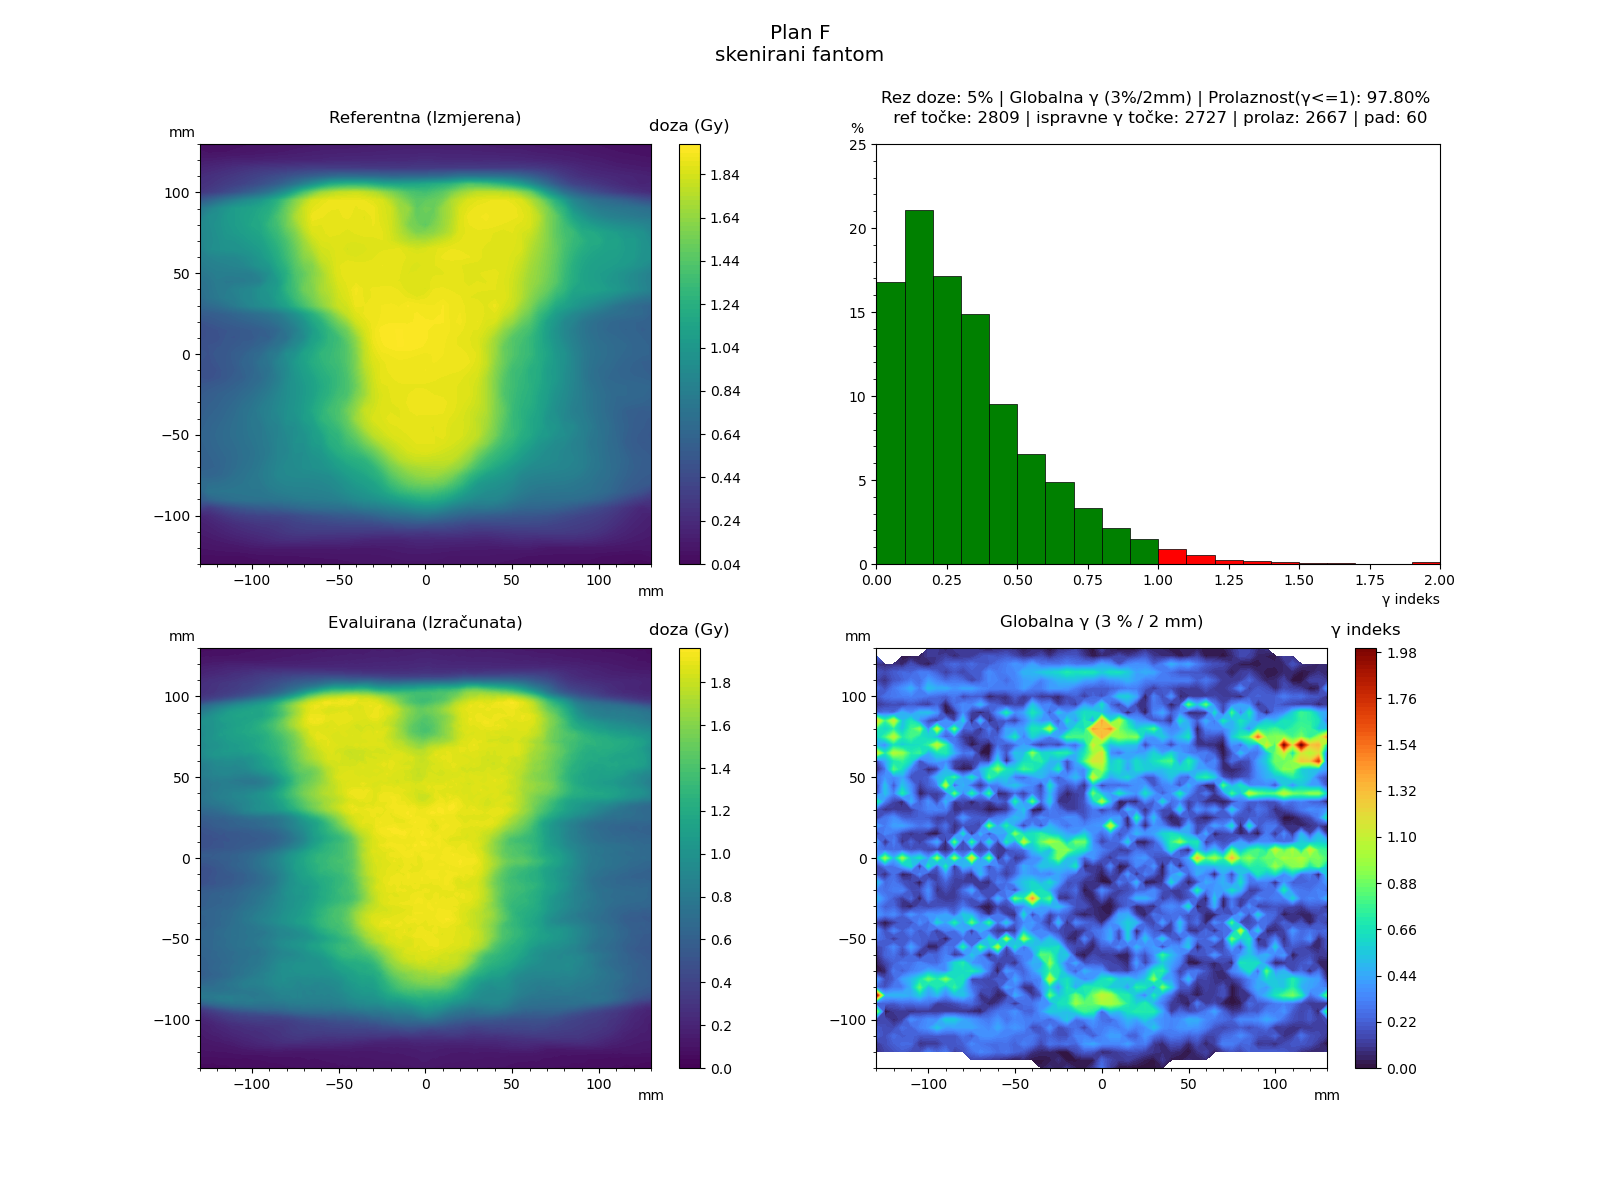 Plan F
skenirani fantom
Referentna (Izmjerena)
doza (Gy)
mm
100
50
0
−50
−100
−100 −50 0 50 100
mm
1.84
1.64
1.44
1.24
1.04
0.84
0.64
0.44
0.24
0.04
Rez doze: 5% | Globalna γ (3%/2mm) | Prolaznost(γ<=1): 97.80%
ref točke: 2809 | ispravne γ točke: 2727 | prolaz: 2667 | pad: 60
%
25
20
15
10
5
0
0.00 0.25 0.50 0.75 1.00 1.25 1.50 1.75 2.00
γ indeks
Evaluirana (Izračunata)
doza (Gy)
mm
100
50
0
−50
−100
−100 −50 0 50 100
mm
1.8
1.6
1.4
1.2
1.0
0.8
0.6
0.4
0.2
0.0
Globalna γ (3 % / 2 mm)
γ indeks
mm
100
50
0
−50
−100
−100 −50 0 50 100
mm
1.98
1.76
1.54
1.32
1.10
0.88
0.66
0.44
0.22
0.00